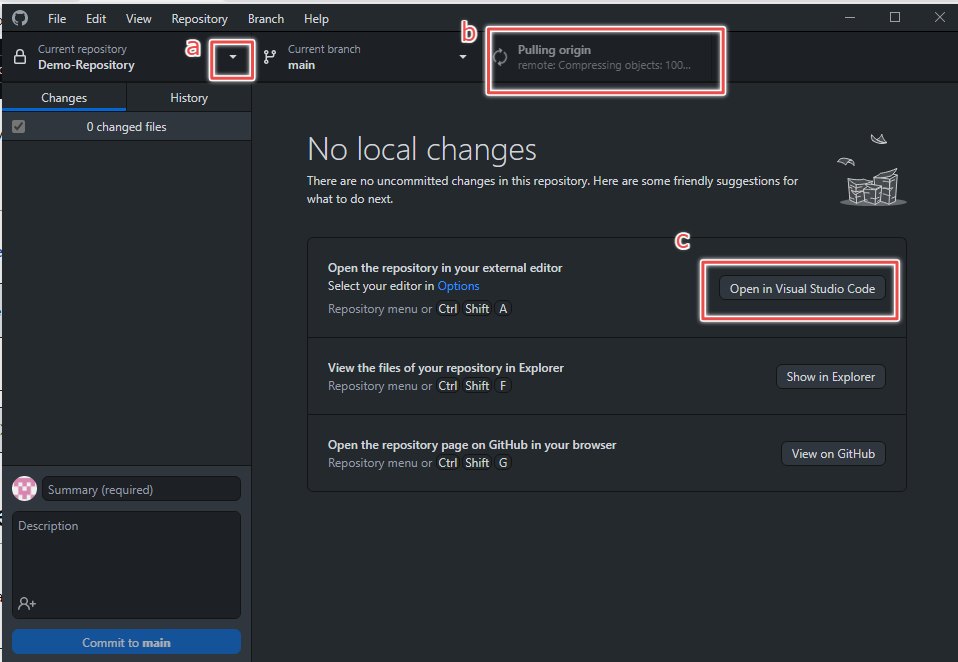 File Edit View Repository Branch Help
a
b
Current repository
Demo-Repository
Current branch
main
Pulling origin
remote: Compressing objects: 100...
Changes
History
0 changed files
No local changes
There are no uncommitted changes in this repository. Here are some friendly suggestions for
what to do next.
c
Open the repository in your external editor
Select your editor in Options
Repository menu or Ctrl Shift A
Open in Visual Studio Code
View the files of your repository in Explorer
Repository menu or Ctrl Shift F
Show in Explorer
Open the repository page on GitHub in your browser
Repository menu or Ctrl Shift G
View on GitHub
Summary (required)
Description
Commit to main